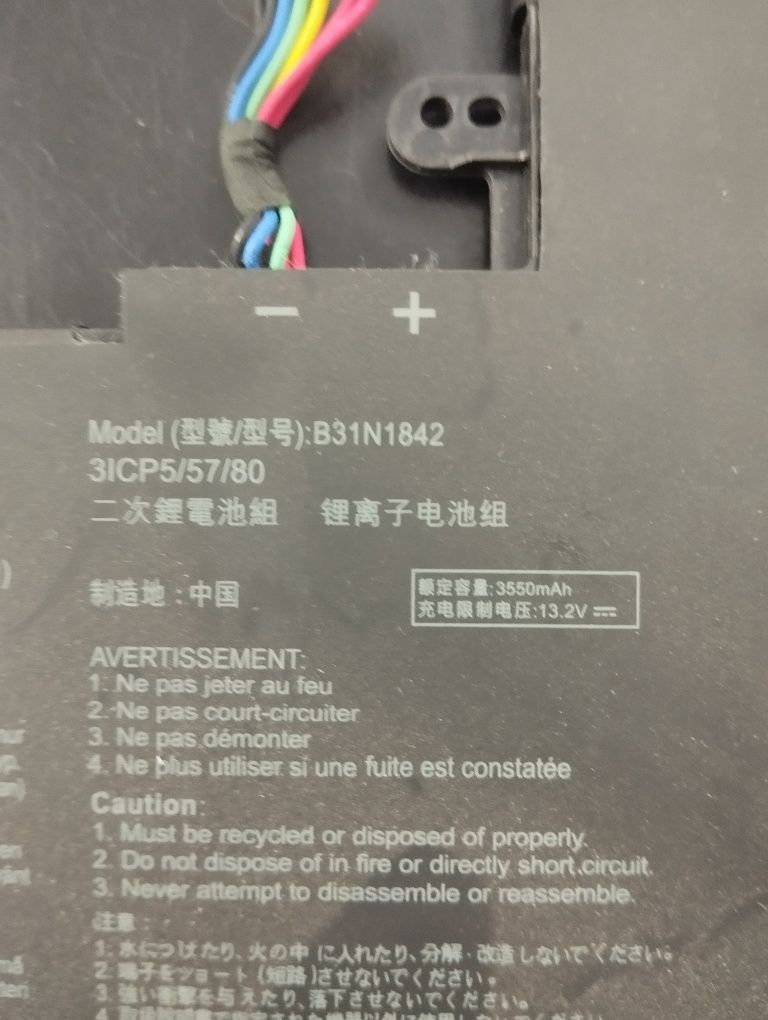 − +
Model (型號/型号):B31N1842
3ICP5/57/80
二次鋰電池組 锂离子电池组
制造地 :中国
额定容量:3550mAh
充电限制电压:13.2V ⎓
AVERTISSEMENT:
1. Ne pas jeter au feu
2. Ne pas court-circuiter
3. Ne pas démonter
4. Ne plus utiliser si une fuite est constatée
Caution:
1. Must be recycled or disposed of properly.
2. Do not dispose of in fire or directly short circuit.
3. Never attempt to disassemble or reassemble.
注意 :
1. 水につけたり、火の中 に入れたり、分解・改造しないでください。
2. 端子をショート (短路)させないでください。
3. 強い衝撃を与えたり、落下させないでください。